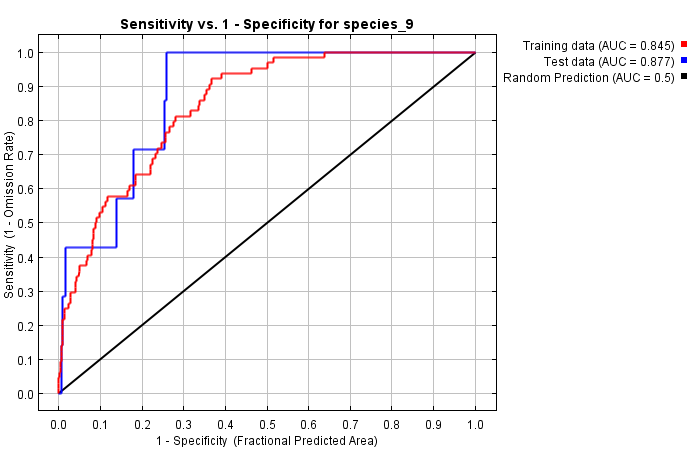 Sensitivity vs. 1 - Specificity for species_9
Training data (AUC = 0.845)
Test data (AUC = 0.877)
Random Prediction (AUC = 0.5)
Sensitivity (1 - Omission Rate)
1.0
0.9
0.8
0.7
0.6
0.5
0.4
0.3
0.2
0.1
0.0
0.0 0.1 0.2 0.3 0.4 0.5 0.6 0.7 0.8 0.9 1.0
1 - Specificity (Fractional Predicted Area)